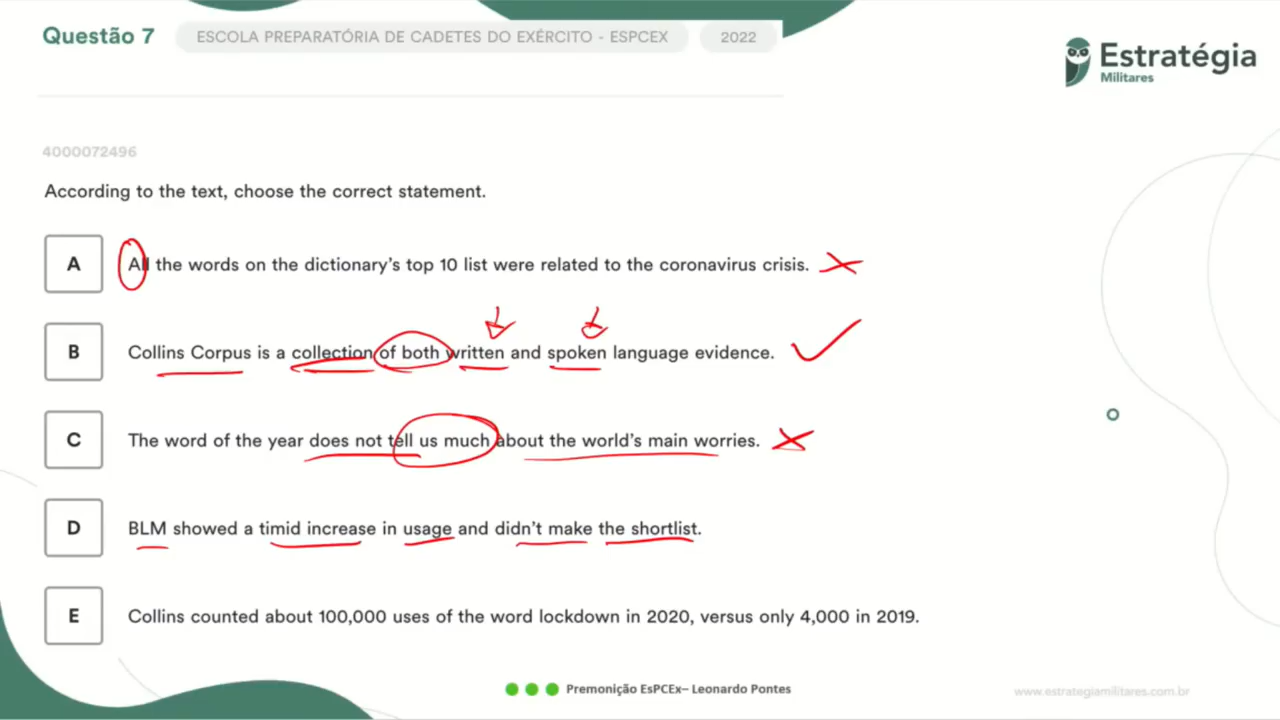 Questão 7
ESCOLA PREPARATÓRIA DE CADETES DO EXÉRCITO - ESPCEX
2022
Estratégia
Militares
4000072496
According to the text, choose the correct statement.
A All the words on the dictionary's top 10 list were related to the coronavirus crisis.
B Collins Corpus is a collection of both written and spoken language evidence.
C The word of the year does not tell us much about the world's main worries.
D BLM showed a timid increase in usage and didn't make the shortlist.
E Collins counted about 100,000 uses of the word lockdown in 2020, versus only 4,000 in 2019.
Premonição EsPCEx– Leonardo Pontes
www.estrategiamilitares.com.br